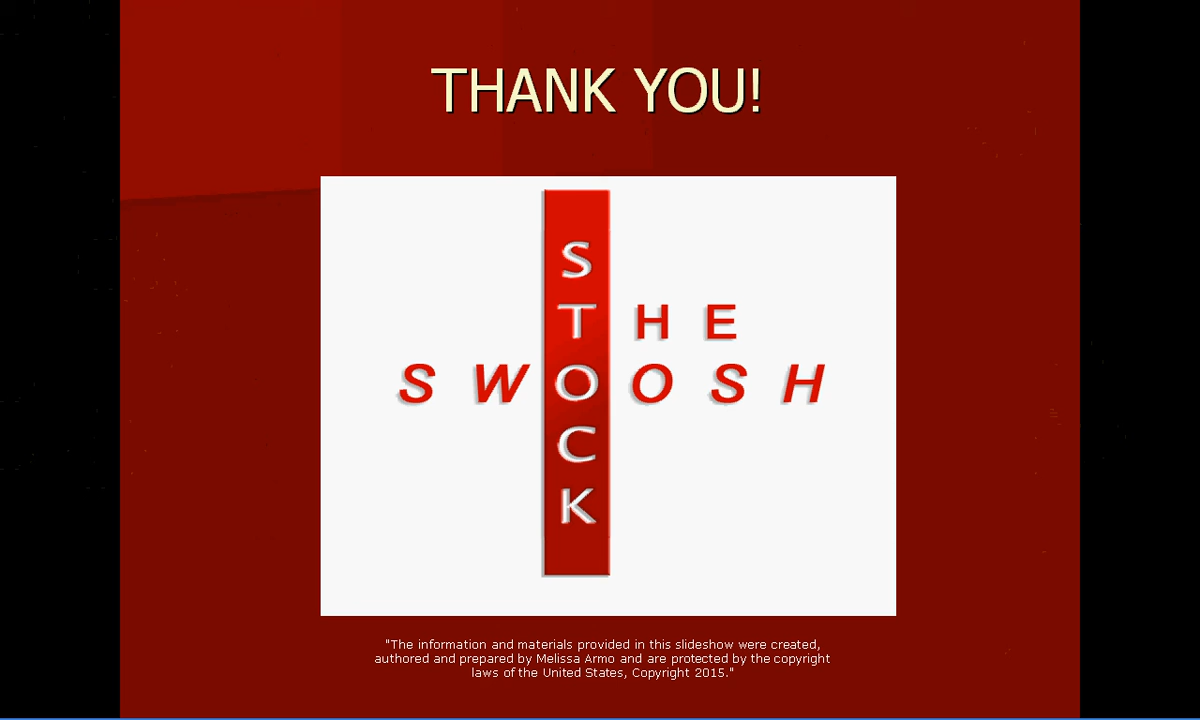 THANK YOU!
S
T H E
S W O O S H
C
K
"The information and materials provided in this slideshow were created,
authored and prepared by Melissa Armo and are protected by the copyright
laws of the United States, Copyright 2015."